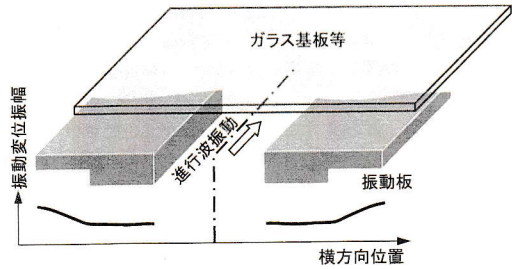 ガラス基板等
進行波振動
振動板
振動変位振幅
横方向位置